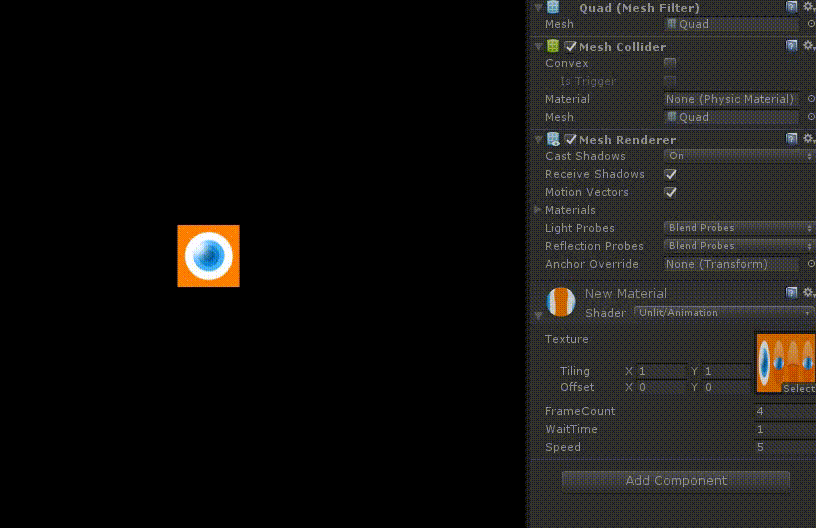 Quad (Mesh Filter)
Mesh Quad
Mesh Collider
Convex
Is Trigger
Material None (Physic Material)
Mesh Quad
Mesh Renderer
Cast Shadows On
Receive Shadows
Motion Vectors
Materials
Light Probes Blend Probes
Reflection Probes Blend Probes
Anchor Override None (Transform)
New Material
Shader Unlit/Animation
Texture
Tiling X 1 Y 1
Offset X 0 Y 0
Select
FrameCount 4
WaitTime 1
Speed 5
Add Component